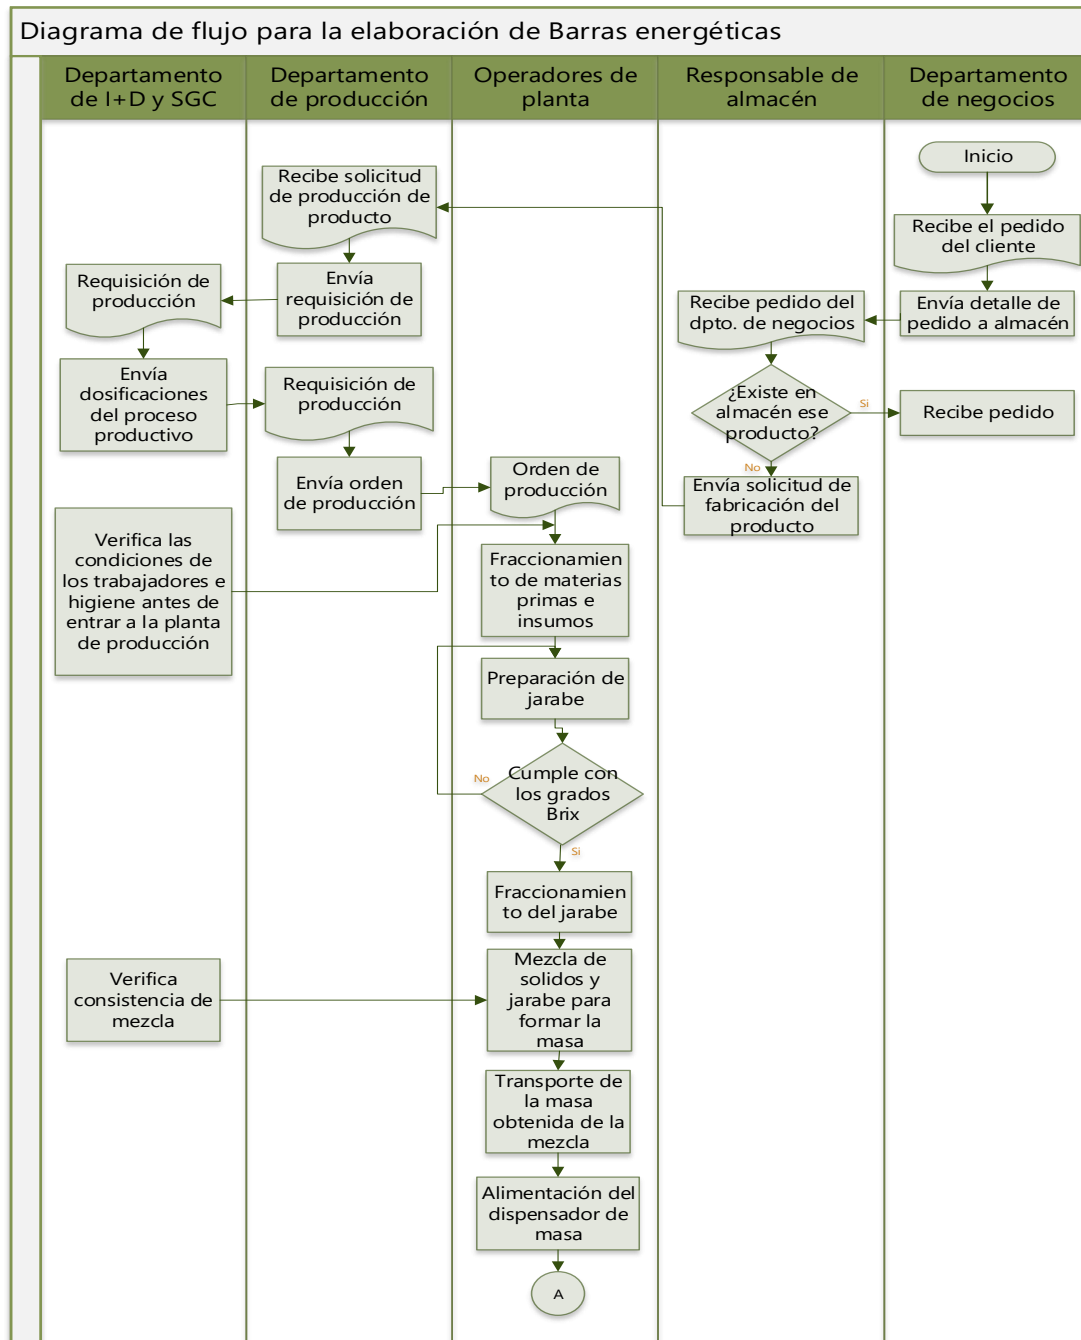 Diagrama de flujo para la elaboración de Barras energéticas
Departamento
de I+D y SGC
Departamento
de producción
Operadores de
planta
Responsable de
almacén
Departamento
de negocios
Inicio
Recibe solicitud
de producción de
producto
Recibe el pedido
del cliente
Requisición de
producción
Envía
requisición de
producción
Recibe pedido del
dpto. de negocios
Envía detalle de
pedido a almacén
Envía
dosificaciones
del proceso
productivo
Requisición de
producción
¿Existe en
almacén ese
producto?
Si
Recibe pedido
No
Envía orden
de producción
Orden de
producción
Envía solicitud de
fabricación del
producto
Verifica las
condiciones de
los trabajadores e
higiene antes de
entrar a la planta
de producción
Fraccionamien
to de materias
primas e
insumos
Preparación de
jarabe
No
Cumple con
los grados
Brix
Si
Fraccionamien
to del jarabe
Verifica
consistencia de
mezcla
Mezcla de
solidos y
jarabe para
formar la
masa
Transporte de
la masa
obtenida de la
mezcla
Alimentación del
dispensador de
masa
A